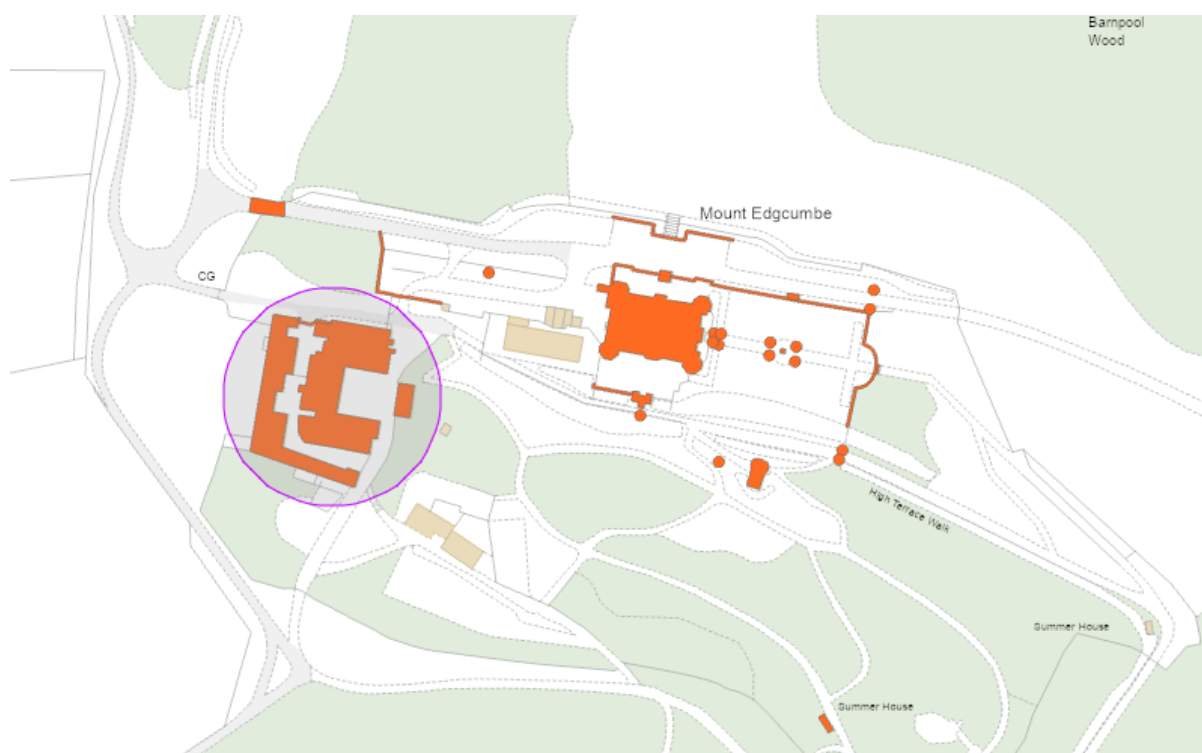 Barnpool
Wood
Mount Edgcumbe
CG
High Terrace Walk
Summer House
Summer House